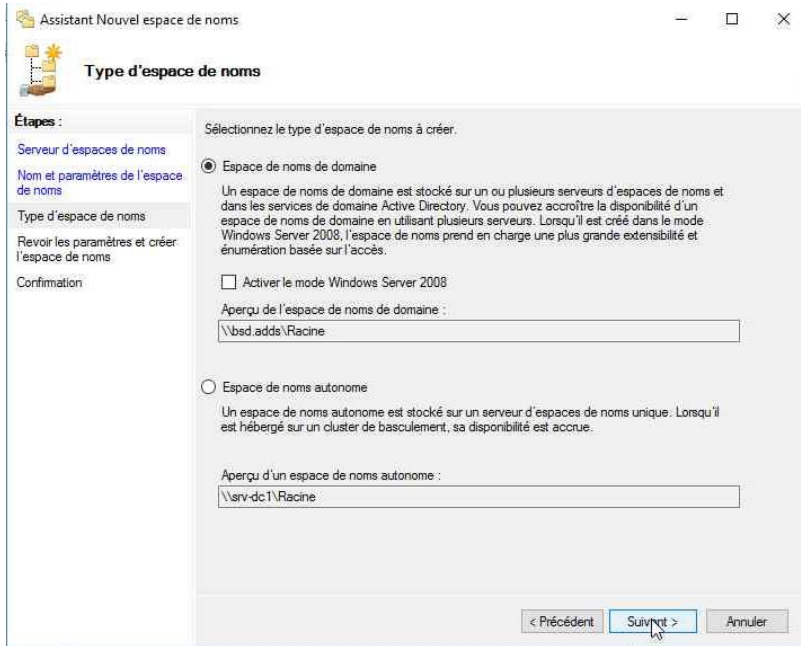 Assistant Nouvel espace de noms
Type d'espace de noms
Étapes :
Serveur d'espaces de noms
Nom et paramètres de l'espace
de noms
Type d'espace de noms
Revoir les paramètres et créer
l'espace de noms
Confirmation
Sélectionnez le type d'espace de noms à créer.
Espace de noms de domaine
Un espace de noms de domaine est stocké sur un ou plusieurs serveurs d'espaces de noms et
dans les services de domaine Active Directory. Vous pouvez accroître la disponibilité d'un
espace de noms de domaine en utilisant plusieurs serveurs. Lorsqu'il est créé dans le mode
Windows Server 2008, l'espace de noms prend en charge une plus grande extensibilité et
énumération basée sur l'accès.
Activer le mode Windows Server 2008
Aperçu de l'espace de noms de domaine :
\\bsd.adds\Racine
Espace de noms autonome
Un espace de noms autonome est stocké sur un serveur d'espaces de noms unique. Lorsqu'il
est hébergé sur un cluster de basculement, sa disponibilité est accrue.
Aperçu d'un espace de noms autonome :
\\srv-dc1\Racine
< Précédent
Suivant >
Annuler